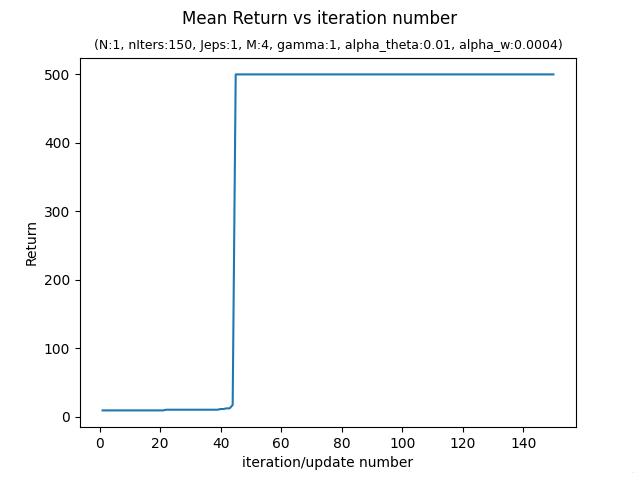 Mean Return vs iteration number
(N:1, nIters:150, Jeps:1, M:4, gamma:1, alpha_theta:0.01, alpha_w:0.0004)
500
400
300
200
100
0
Return
0 20 40 60 80 100 120 140
iteration/update number